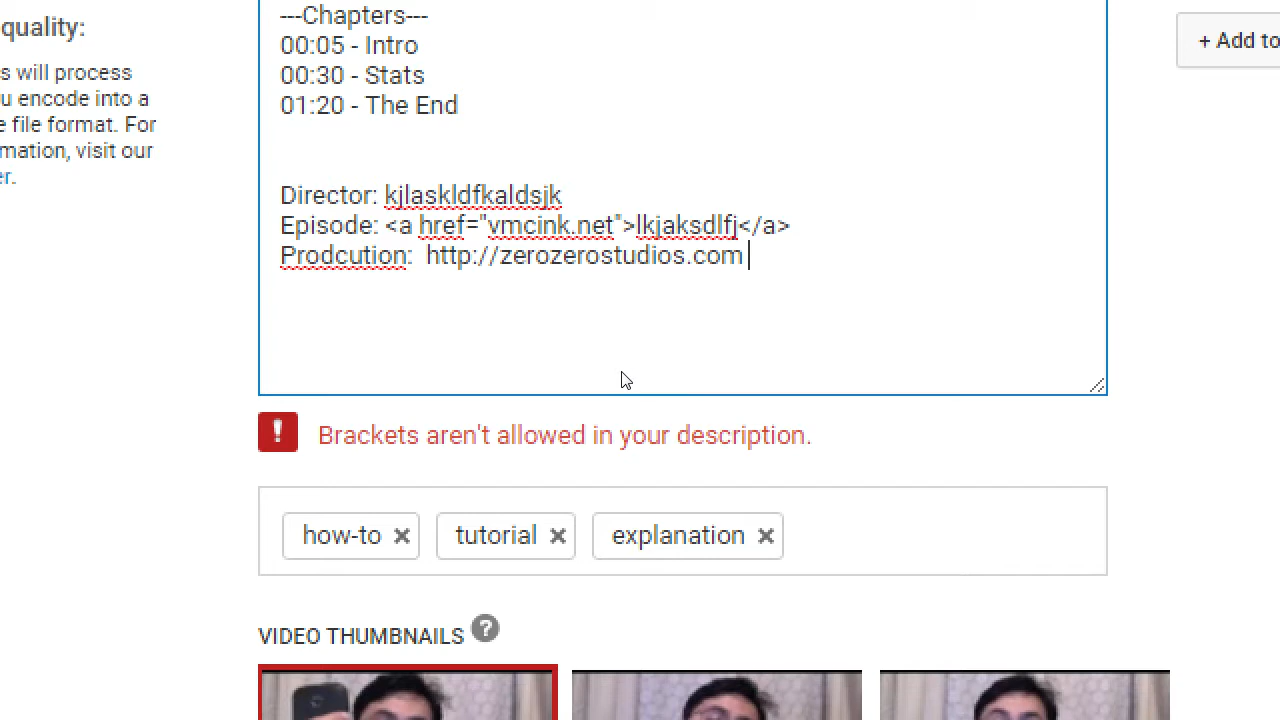 quality:
+ Add to
s will process
u encode into a
e file format. For
mation, visit our
er.
---Chapters---
00:05 - Intro
00:30 - Stats
01:20 - The End
Director: kjlaskldfkaldsjk
Episode: <a href="vmcink.net">lkjaksdlfj</a>
Prodcution:  http://zerozerostudios.com
Brackets aren't allowed in your description.
how-to
tutorial
explanation
VIDEO THUMBNAILS